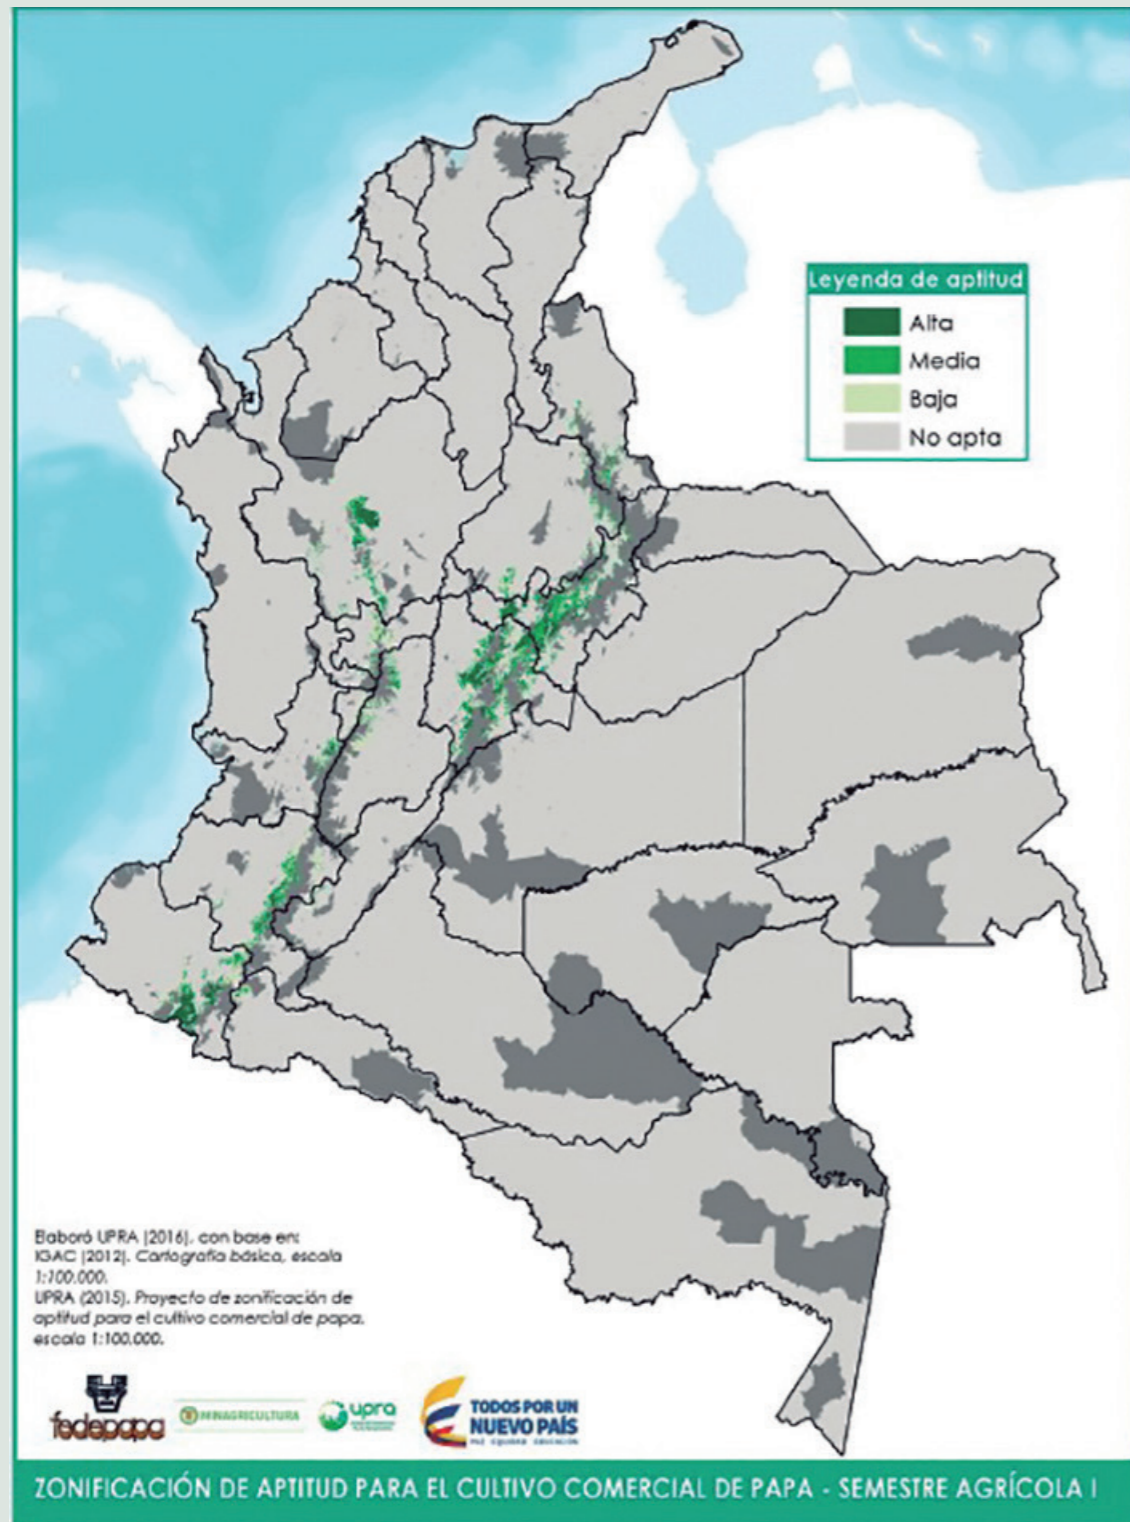 Leyenda de aptitud
Alta
Media
Baja
No apta
Elaboró UPRA (2016), con base en:
IGAC (2012). Cartografía básica, escala
1:100.000.
UPRA (2015). Proyecto de zonificación de
aptitud para el cultivo comercial de papa,
escala 1:100.000.
fedepapa
MINAGRICULTURA
upra
TODOS POR UN
NUEVO PAÍS
PAZ EQUIDAD EDUCACIÓN
ZONIFICACIÓN DE APTITUD PARA EL CULTIVO COMERCIAL DE PAPA - SEMESTRE AGRÍCOLA I